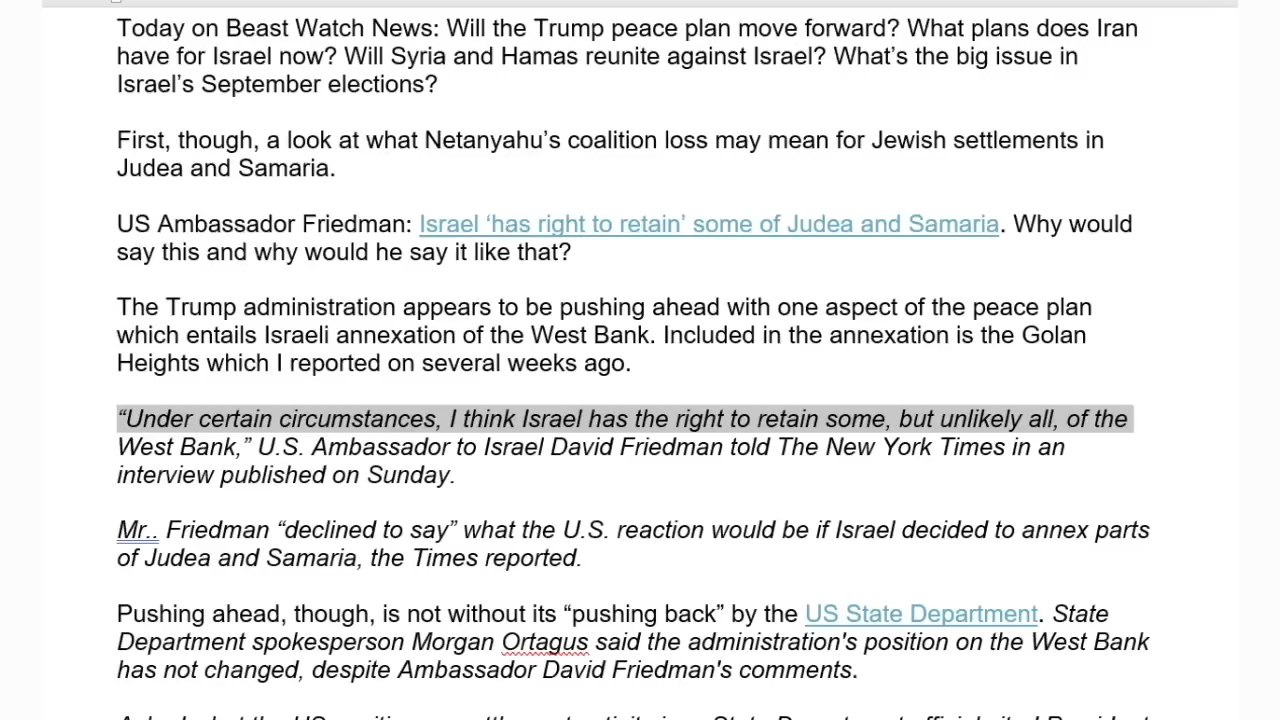 Today on Beast Watch News: Will the Trump peace plan move forward? What plans does Iran
have for Israel now? Will Syria and Hamas reunite against Israel? What’s the big issue in
Israel’s September elections?
First, though, a look at what Netanyahu’s coalition loss may mean for Jewish settlements in
Judea and Samaria.
US Ambassador Friedman: Israel ‘has right to retain’ some of Judea and Samaria. Why would
say this and why would he say it like that?
The Trump administration appears to be pushing ahead with one aspect of the peace plan
which entails Israeli annexation of the West Bank. Included in the annexation is the Golan
Heights which I reported on several weeks ago.
“Under certain circumstances, I think Israel has the right to retain some, but unlikely all, of the
West Bank,” U.S. Ambassador to Israel David Friedman told The New York Times in an
interview published on Sunday.
Mr.. Friedman “declined to say” what the U.S. reaction would be if Israel decided to annex parts
of Judea and Samaria, the Times reported.
Pushing ahead, though, is not without its “pushing back” by the US State Department. State
Department spokesperson Morgan Ortagus said the administration's position on the West Bank
has not changed, despite Ambassador David Friedman's comments.